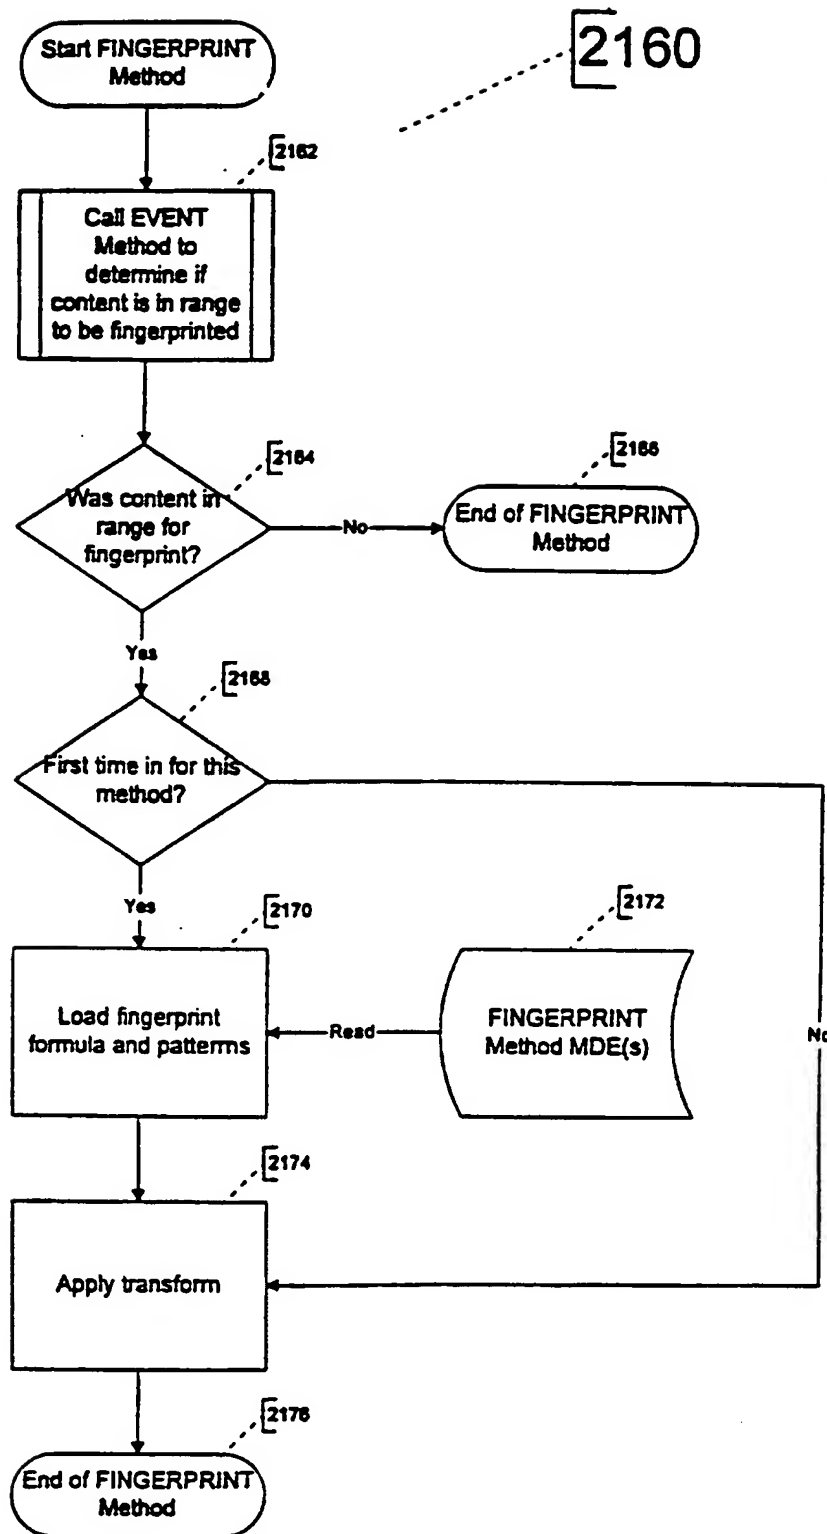 Start FINGERPRINT
Method
2160
2162
Call EVENT
Method to
determine if
content is in range
to be fingerprinted
2164
Was content in
range for
fingerprint?
No
2166
End of FINGERPRINT
Method
Yes
2168
First time in for this
method?
Yes
2170
2172
Load fingerprint
formula and patterms
Read
FINGERPRINT
Method MDE(s)
No
2174
Apply transform
2176
End of FINGERPRINT
Method